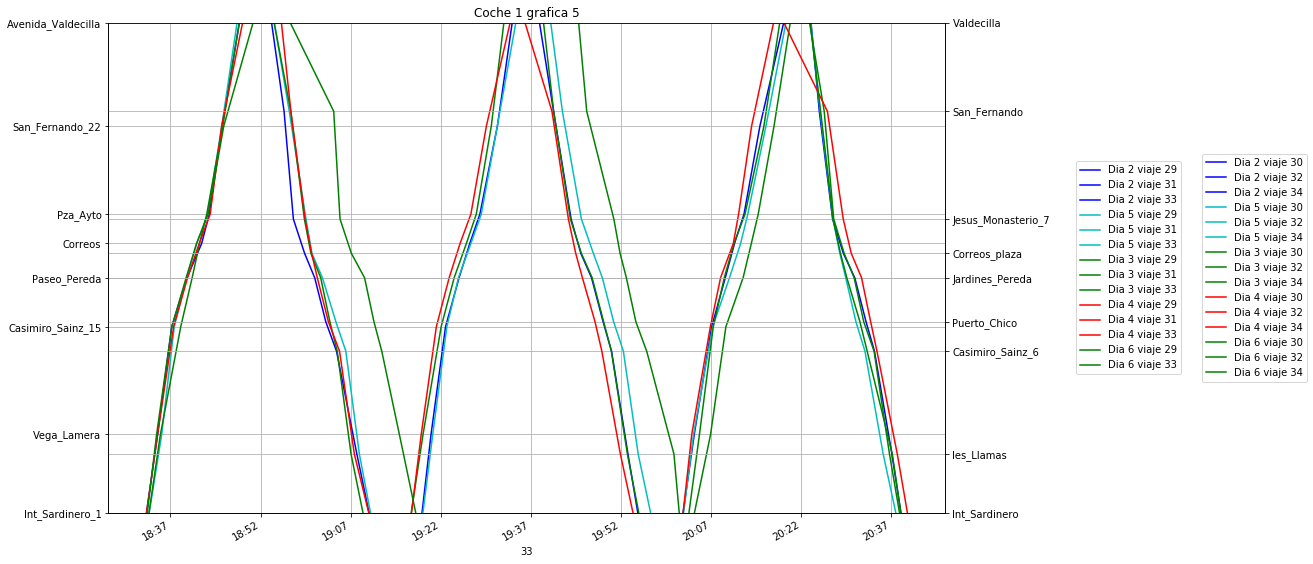 Coche 1 grafica 5
Avenida_Valdecilla
San_Fernando_22
Pza_Ayto
Correos
Paseo_Pereda
Casimiro_Sainz_15
Vega_Lamera
Int_Sardinero_1
Valdecilla
San_Fernando
Jesus_Monasterio_7
Correos_plaza
Jardines_Pereda
Puerto_Chico
Casimiro_Sainz_6
Ies_Llamas
Int_Sardinero
18:37
18:52
19:07
19:22
19:37
19:52
20:07
20:22
20:37
33
Dia 2 viaje 29
Dia 2 viaje 31
Dia 2 viaje 33
Dia 5 viaje 29
Dia 5 viaje 31
Dia 5 viaje 33
Dia 3 viaje 29
Dia 3 viaje 31
Dia 3 viaje 33
Dia 4 viaje 29
Dia 4 viaje 31
Dia 4 viaje 33
Dia 6 viaje 29
Dia 6 viaje 33
Dia 2 viaje 30
Dia 2 viaje 32
Dia 2 viaje 34
Dia 5 viaje 30
Dia 5 viaje 32
Dia 5 viaje 34
Dia 3 viaje 30
Dia 3 viaje 32
Dia 3 viaje 34
Dia 4 viaje 30
Dia 4 viaje 32
Dia 4 viaje 34
Dia 6 viaje 30
Dia 6 viaje 32
Dia 6 viaje 34